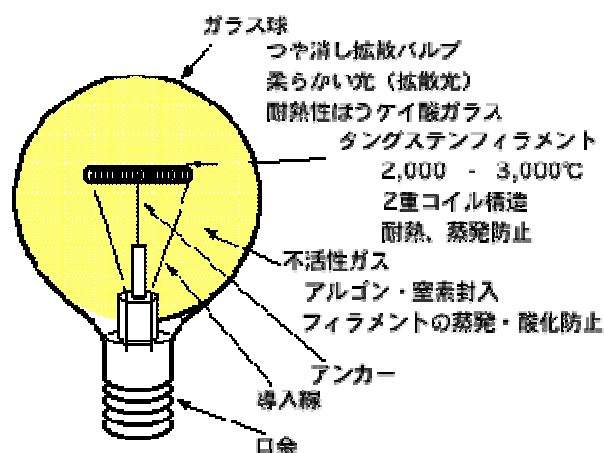 ガラス球
つや消し拡散バルブ
柔らかい光（拡散光）
耐熱性ほうケイ酸ガラス
タングステンフィラメント
2,000 - 3,000℃
2重コイル構造
耐熱、蒸発防止
不活性ガス
アルゴン・窒素封入
フィラメントの蒸発・酸化防止
アンカー
導入線
口金